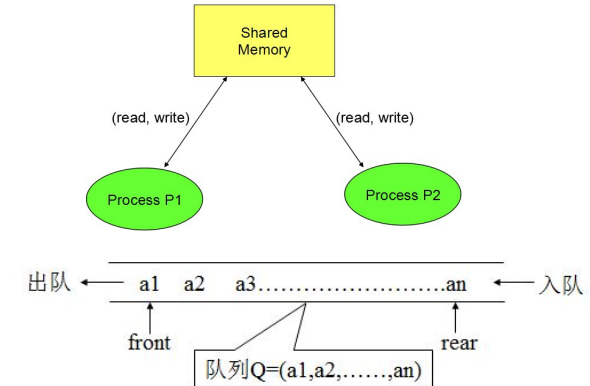 Shared
Memory
(read, write)
(read, write)
Process P1
Process P2
出队
a1 a2 a3……………………an
入队
front
rear
队列Q=(a1,a2,……,an)